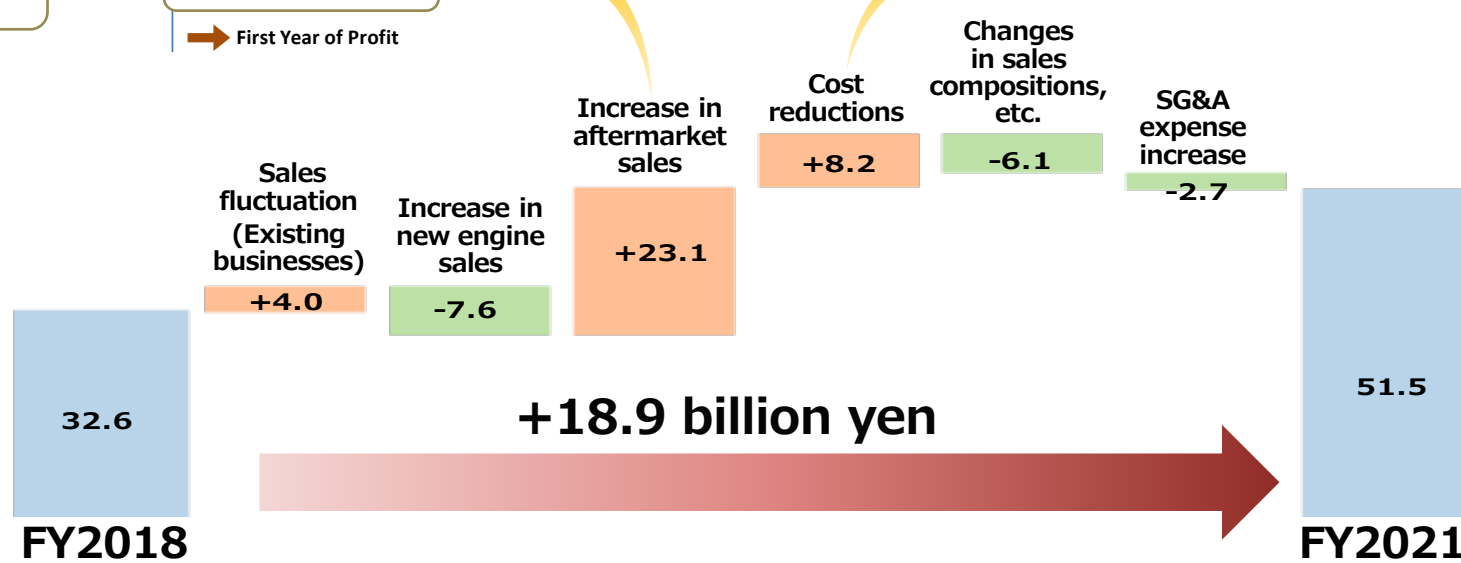 First Year of Profit
Sales
fluctuation
(Existing
businesses)
+4.0
Increase in
new engine
sales
-7.6
Increase in
aftermarket
sales
+23.1
Cost
reductions
+8.2
Changes
in sales
compositions,
etc.
-6.1
SG&A
expense
increase
-2.7
32.6
+18.9 billion yen
51.5
FY2018
FY2021